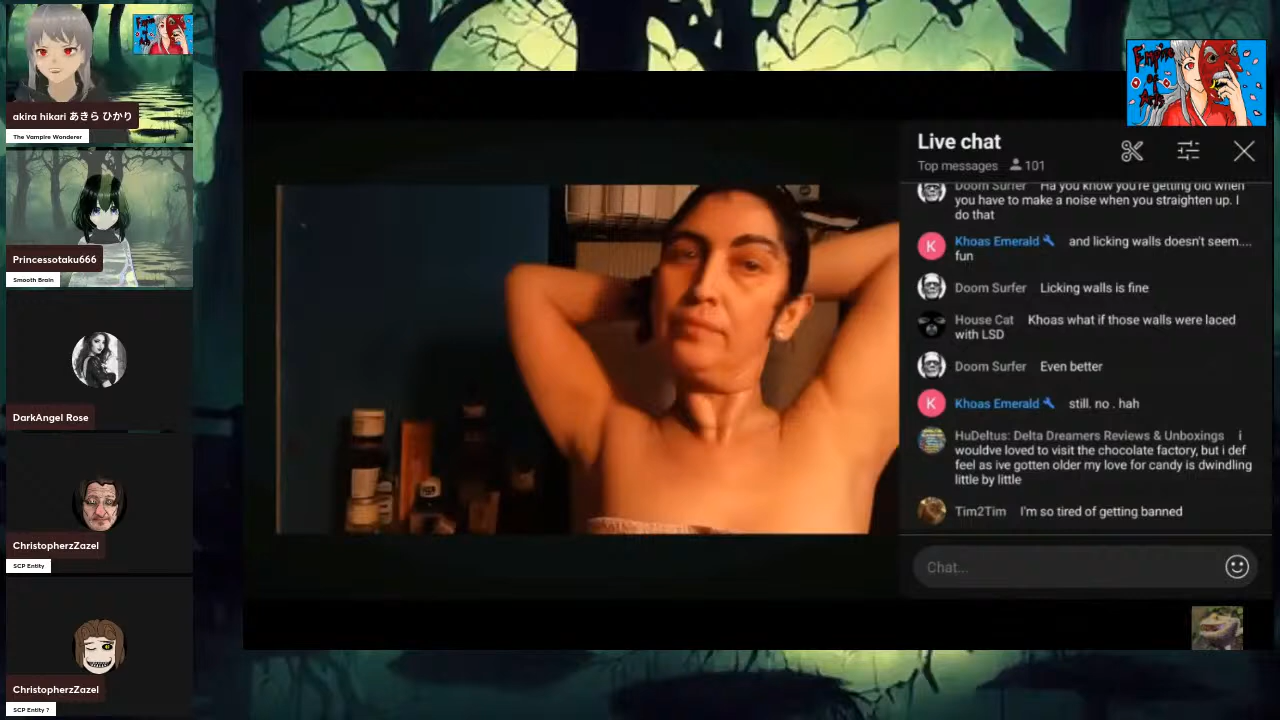 akira hikari あきら ひかり
The Vampire Wonderer
Princessotaku666
Smooth Brain
DarkAngel Rose
ChristopherzZazel
SCP Entity
ChristopherzZazel
SCP Entity ?
Empire
of
Arts
Live chat
Top messages 101
Doom Surfer Ha you know you're getting old when
you have to make a noise when you straighten up. I
do that
K
Khoas Emerald and licking walls doesn't seem....
fun
Doom Surfer Licking walls is fine
House Cat Khoas what if those walls were laced
with LSD
Doom Surfer Even better
K
Khoas Emerald still. no . hah
HuDeltus: Delta Dreamers Reviews & Unboxings i
wouldve loved to visit the chocolate factory, but i def
feel as ive gotten older my love for candy is dwindling
little by little
Tim2Tim I'm so tired of getting banned
Chat...